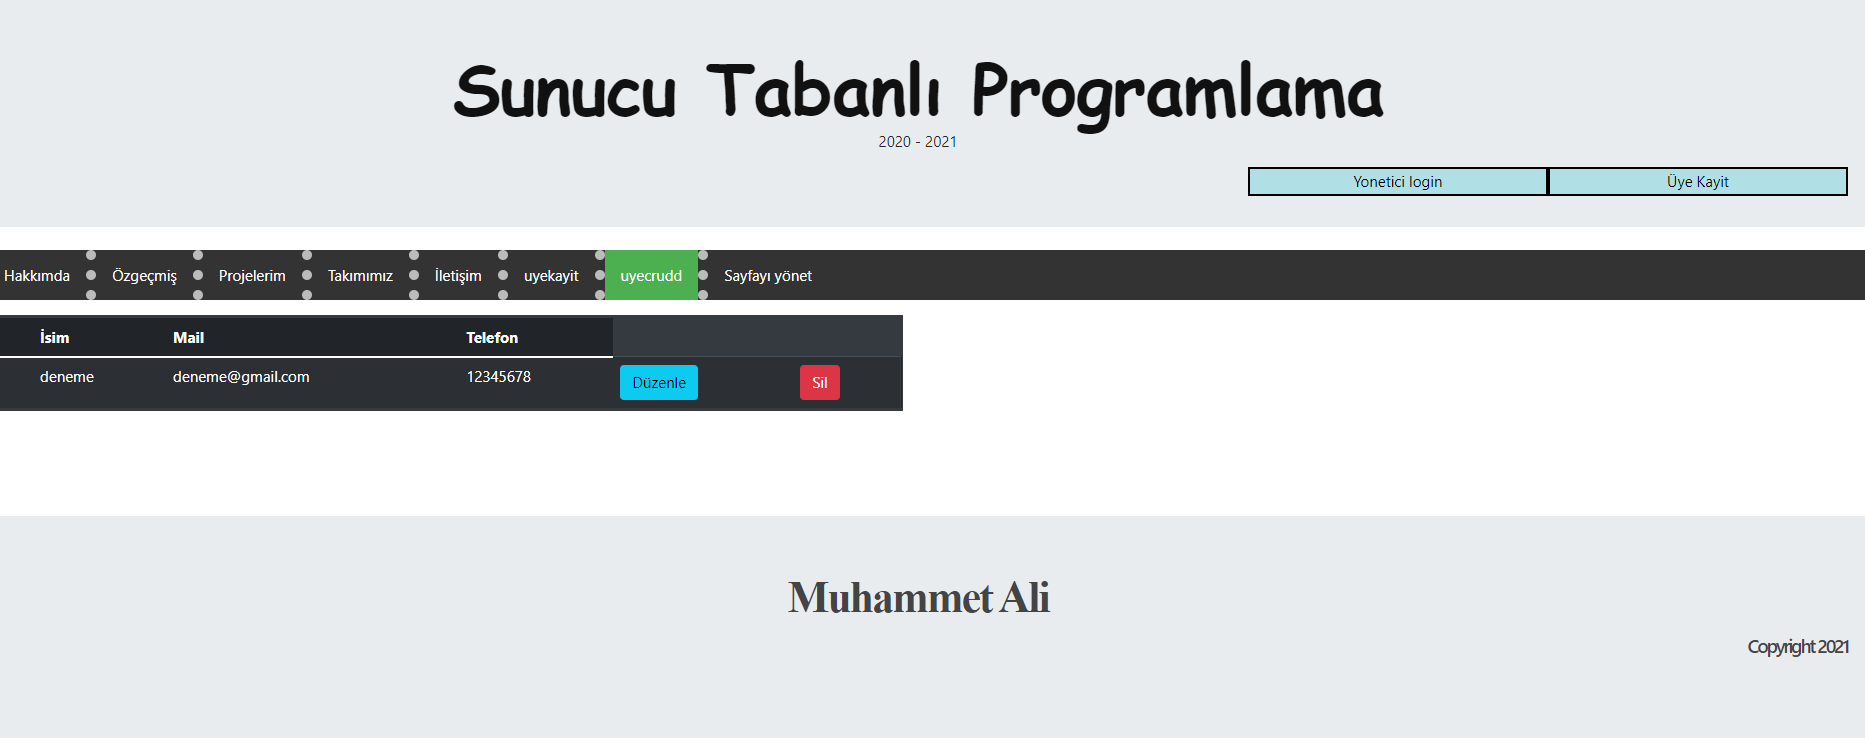 Sunucu Tabanlı Programlama
2020 - 2021
Yonetici login Üye Kayit
Hakkımda Özgeçmiş Projelerim Takımımız İletişim uyekayit uyecrudd Sayfayı yönet
İsim Mail Telefon
deneme deneme@gmail.com 12345678 Düzenle Sil
Muhammet Ali
Copyright 2021